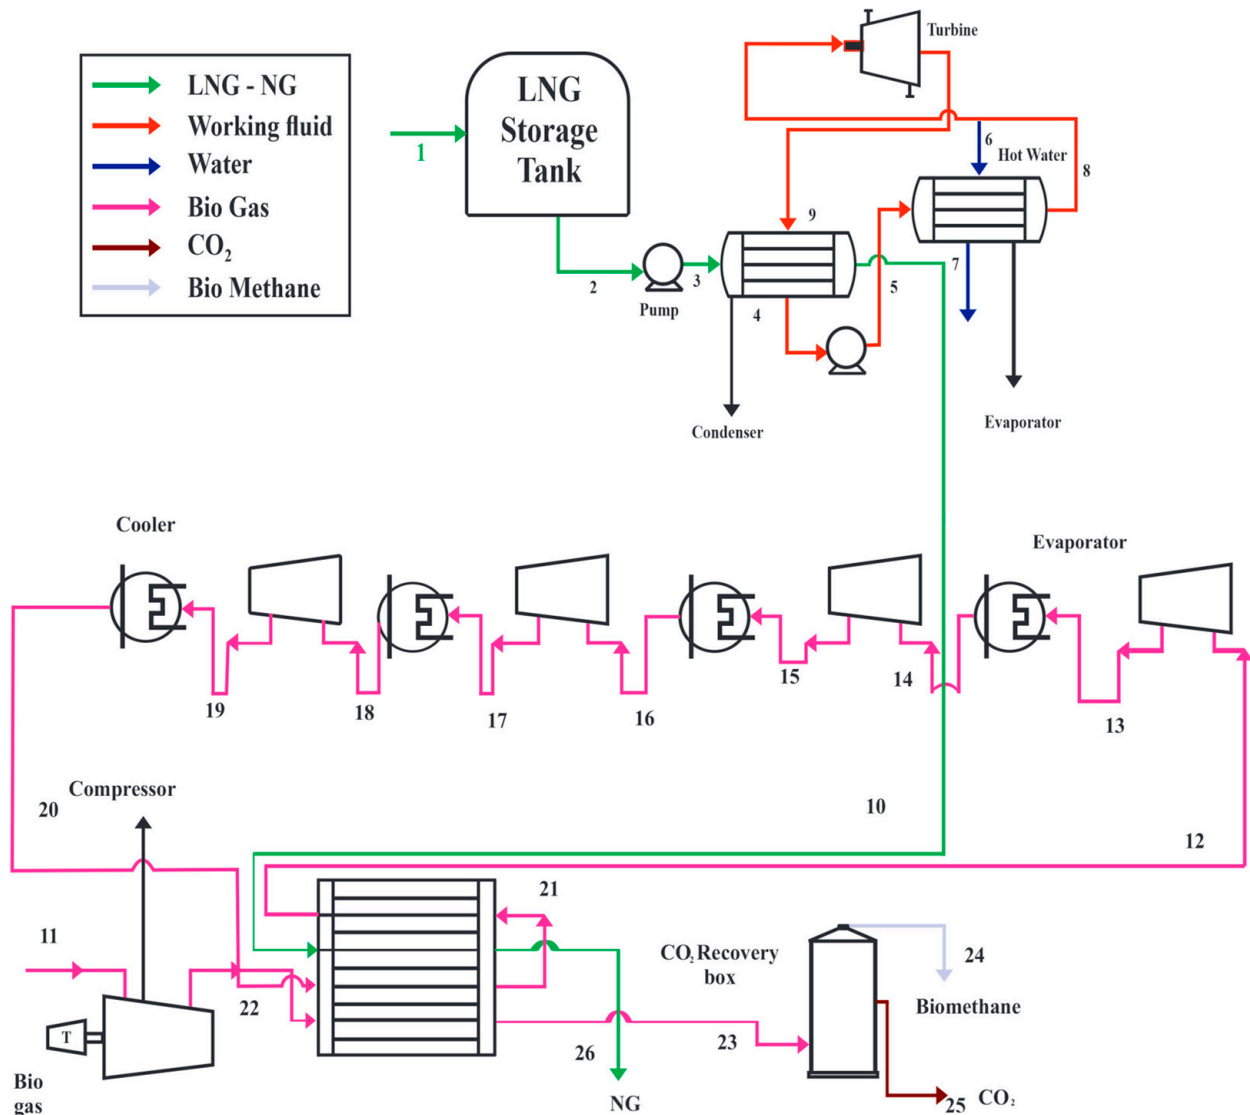 LNG - NG
Working fluid
Water
Bio Gas
CO₂
Bio Methane
1
LNG
Storage
Tank
2
Pump
3
4
Condenser
9
5
Turbine
6
Hot Water
8
7
Evaporator
Cooler
Evaporator
19
18
17
16
15
14
13
20
Compressor
10
12
11
21
22
T
Bio
gas
CO₂ Recovery
box
23
26
NG
24
Biomethane
25
CO₂